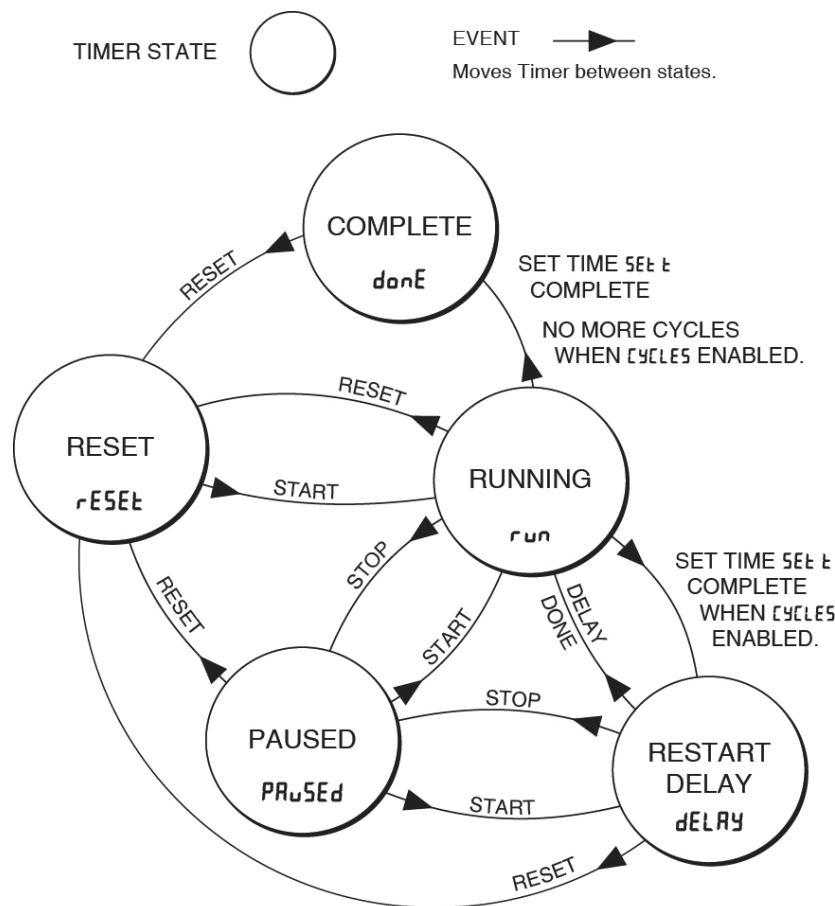 TIMER STATE
EVENT
Moves Timer between states.
COMPLETE
donE
RESET
SET TIME SEt t
COMPLETE
NO MORE CYCLES
WHEN CYCLES ENABLED.
RESET
RESET
rESEt
START
RUNNING
run
STOP
START
DELAY
DONE
SET TIME SEt t
COMPLETE
WHEN CYCLES
ENABLED.
RESET
PAUSED
PAuSEd
STOP
START
RESTART
DELAY
dELAY
RESET